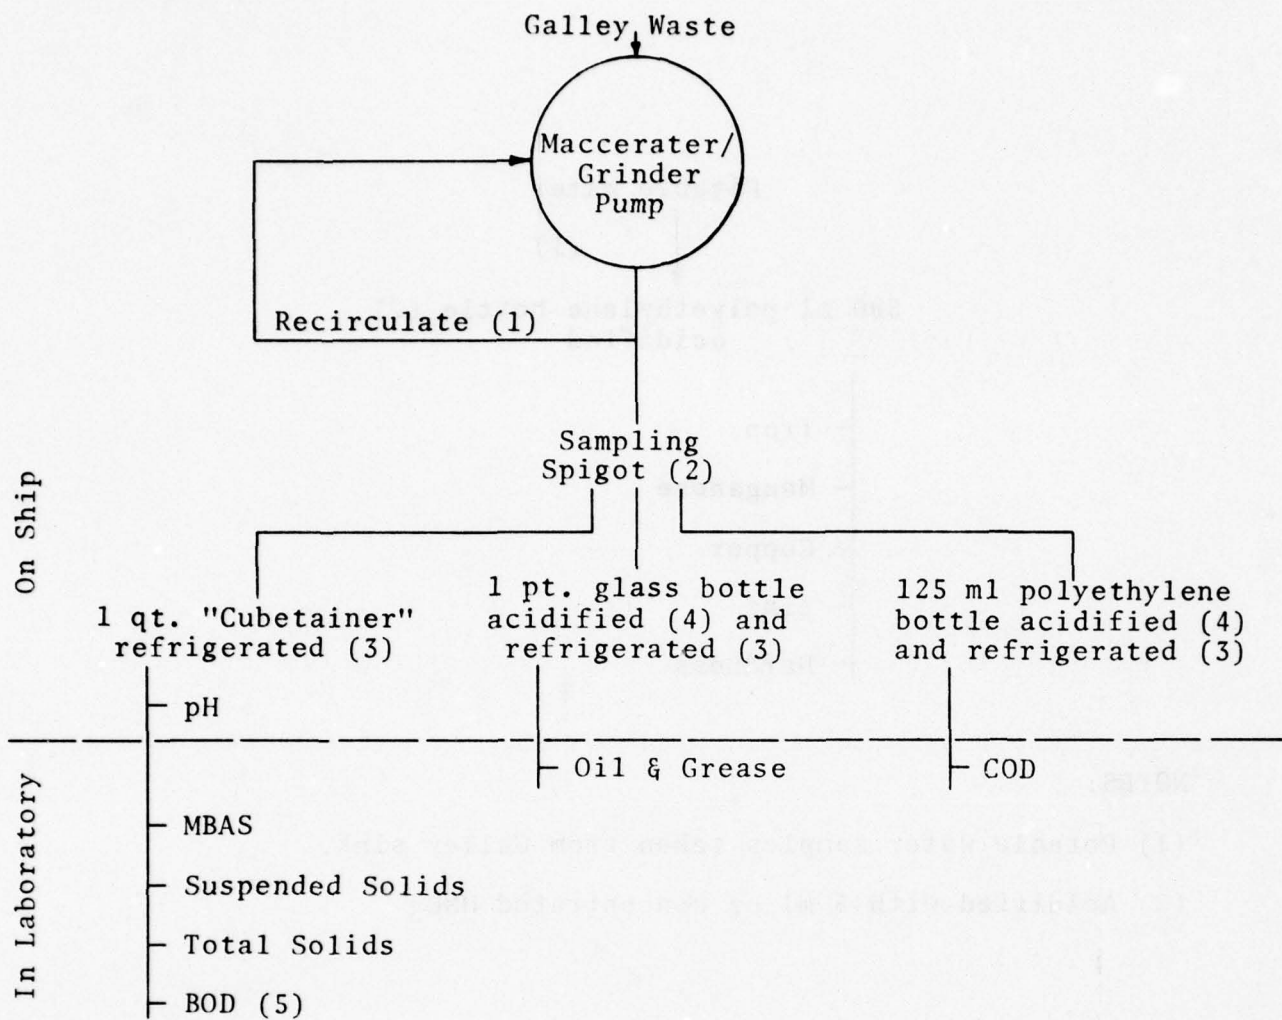 Galley Waste
Maccerater/
Grinder
Pump
Recirculate (1)
Sampling
Spigot (2)
On Ship
1 qt. "Cubetainer"
refrigerated (3)
1 pt. glass bottle
acidified (4) and
refrigerated (3)
125 ml polyethylene
bottle acidified (4)
and refrigerated (3)
pH
In Laboratory
Oil & Grease
COD
MBAS
Suspended Solids
Total Solids
BOD (5)